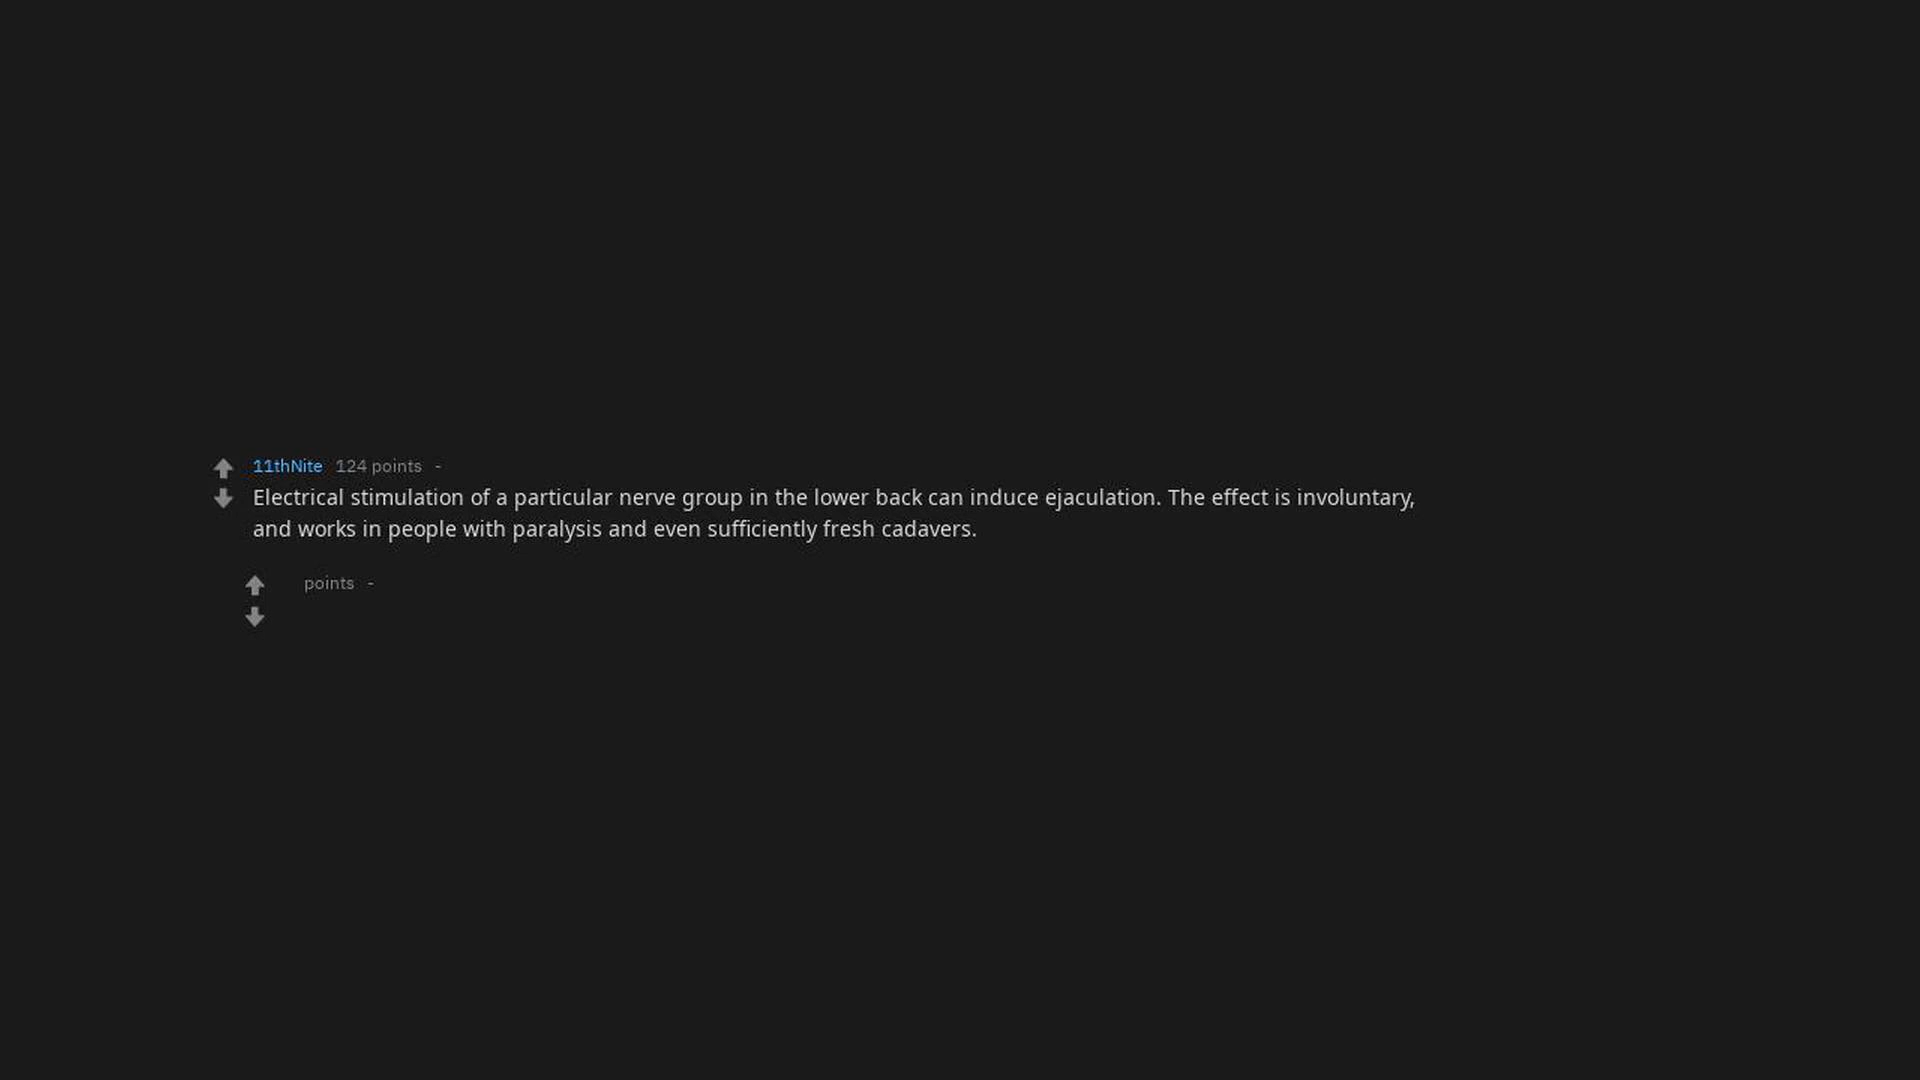 11thNite 124 points -
Electrical stimulation of a particular nerve group in the lower back can induce ejaculation. The effect is involuntary,
and works in people with paralysis and even sufficiently fresh cadavers.
points -